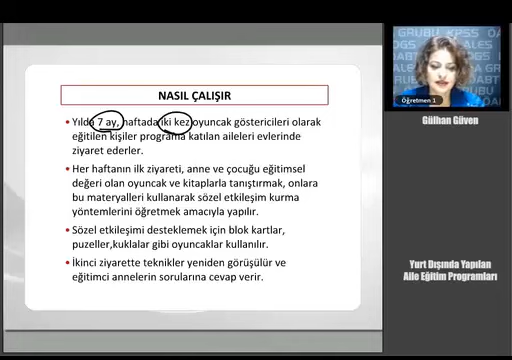 NASIL ÇALIŞIR
• Yılda 7 ay, haftada iki kez oyuncak göstericileri olarak
eğitilen kişiler programa katılan aileleri evlerinde
ziyaret ederler.
• Her haftanın ilk ziyareti, anne ve çocuğu eğitimsel
değeri olan oyuncak ve kitaplarla tanıştırmak, onlara
bu materyalleri kullanarak sözel etkileşim kurma
yöntemlerini öğretmek amacıyla yapılır.
• Sözel etkileşimi desteklemek için blok kartlar,
puzeller,kuklalar gibi oyuncaklar kullanılır.
• İkinci ziyarette teknikler yeniden görüşülür ve
eğitimci annelerin sorularına cevap verir.
GRUBU KPSS
ALES
Öğretmen 1
Gülhan Güven
Yurt Dışında Yapılan
Aile Eğitim Programları